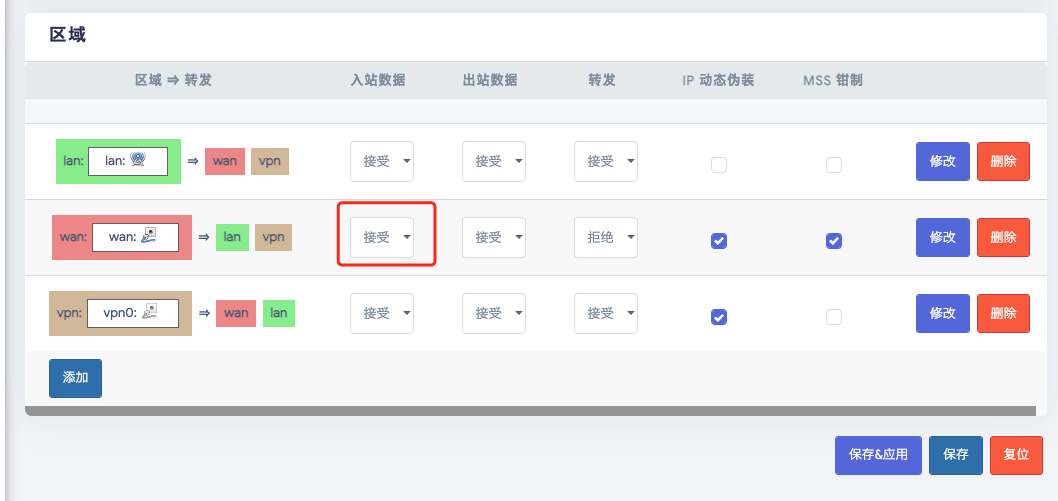 区域
区域 ⇒ 转发 入站数据 出站数据 转发 IP 动态伪装 MSS 钳制
lan: lan: ⇒ wan vpn 接受 接受 接受 修改 删除
wan: wan: ⇒ lan vpn 接受 接受 拒绝 修改 删除
vpn: vpn0: ⇒ wan lan 接受 接受 接受 修改 删除
添加
保存&应用 保存 复位